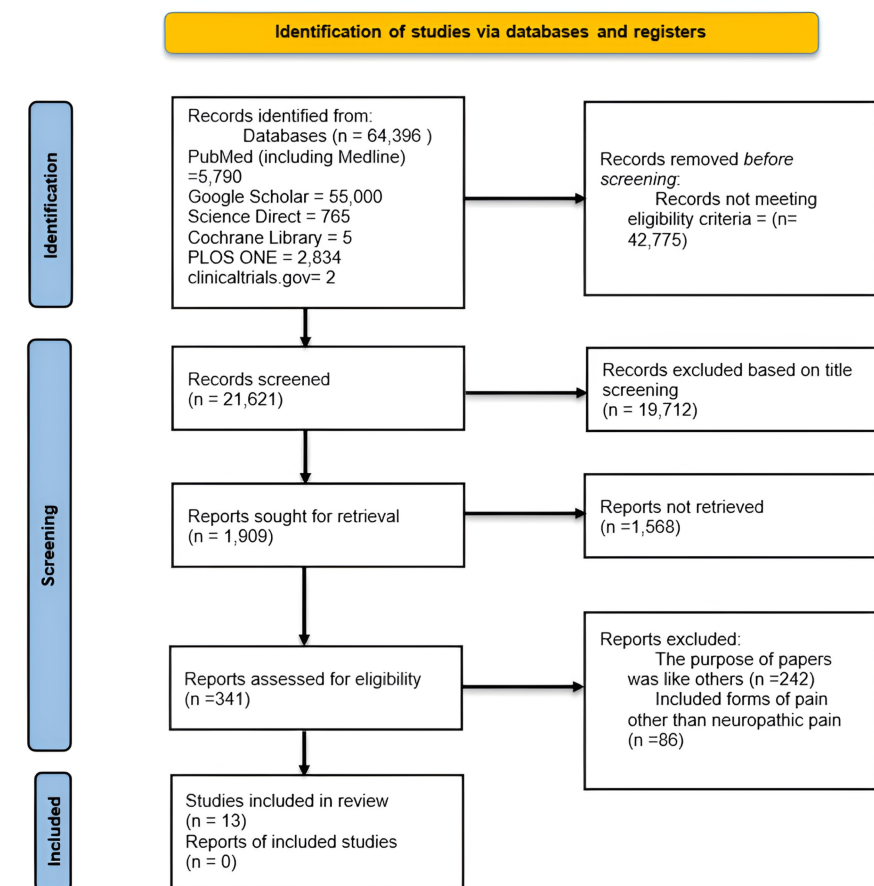 Identification of studies via databases and registers
Identification
Records identified from:
Databases (n = 64,396 )
PubMed (including Medline)
=5,790
Google Scholar = 55,000
Science Direct = 765
Cochrane Library = 5
PLOS ONE = 2,834
clinicaltrials.gov= 2
Records removed before
screening:
Records not meeting
eligibility criteria = (n=
42,775)
Screening
Records screened
(n = 21,621)
Records excluded based on title
screening
(n = 19,712)
Reports sought for retrieval
(n = 1,909)
Reports not retrieved
(n =1,568)
Reports assessed for eligibility
(n =341)
Reports excluded:
The purpose of papers
was like others (n =242)
Included forms of pain
other than neuropathic pain
(n =86)
Included
Studies included in review
(n = 13)
Reports of included studies
(n = 0)